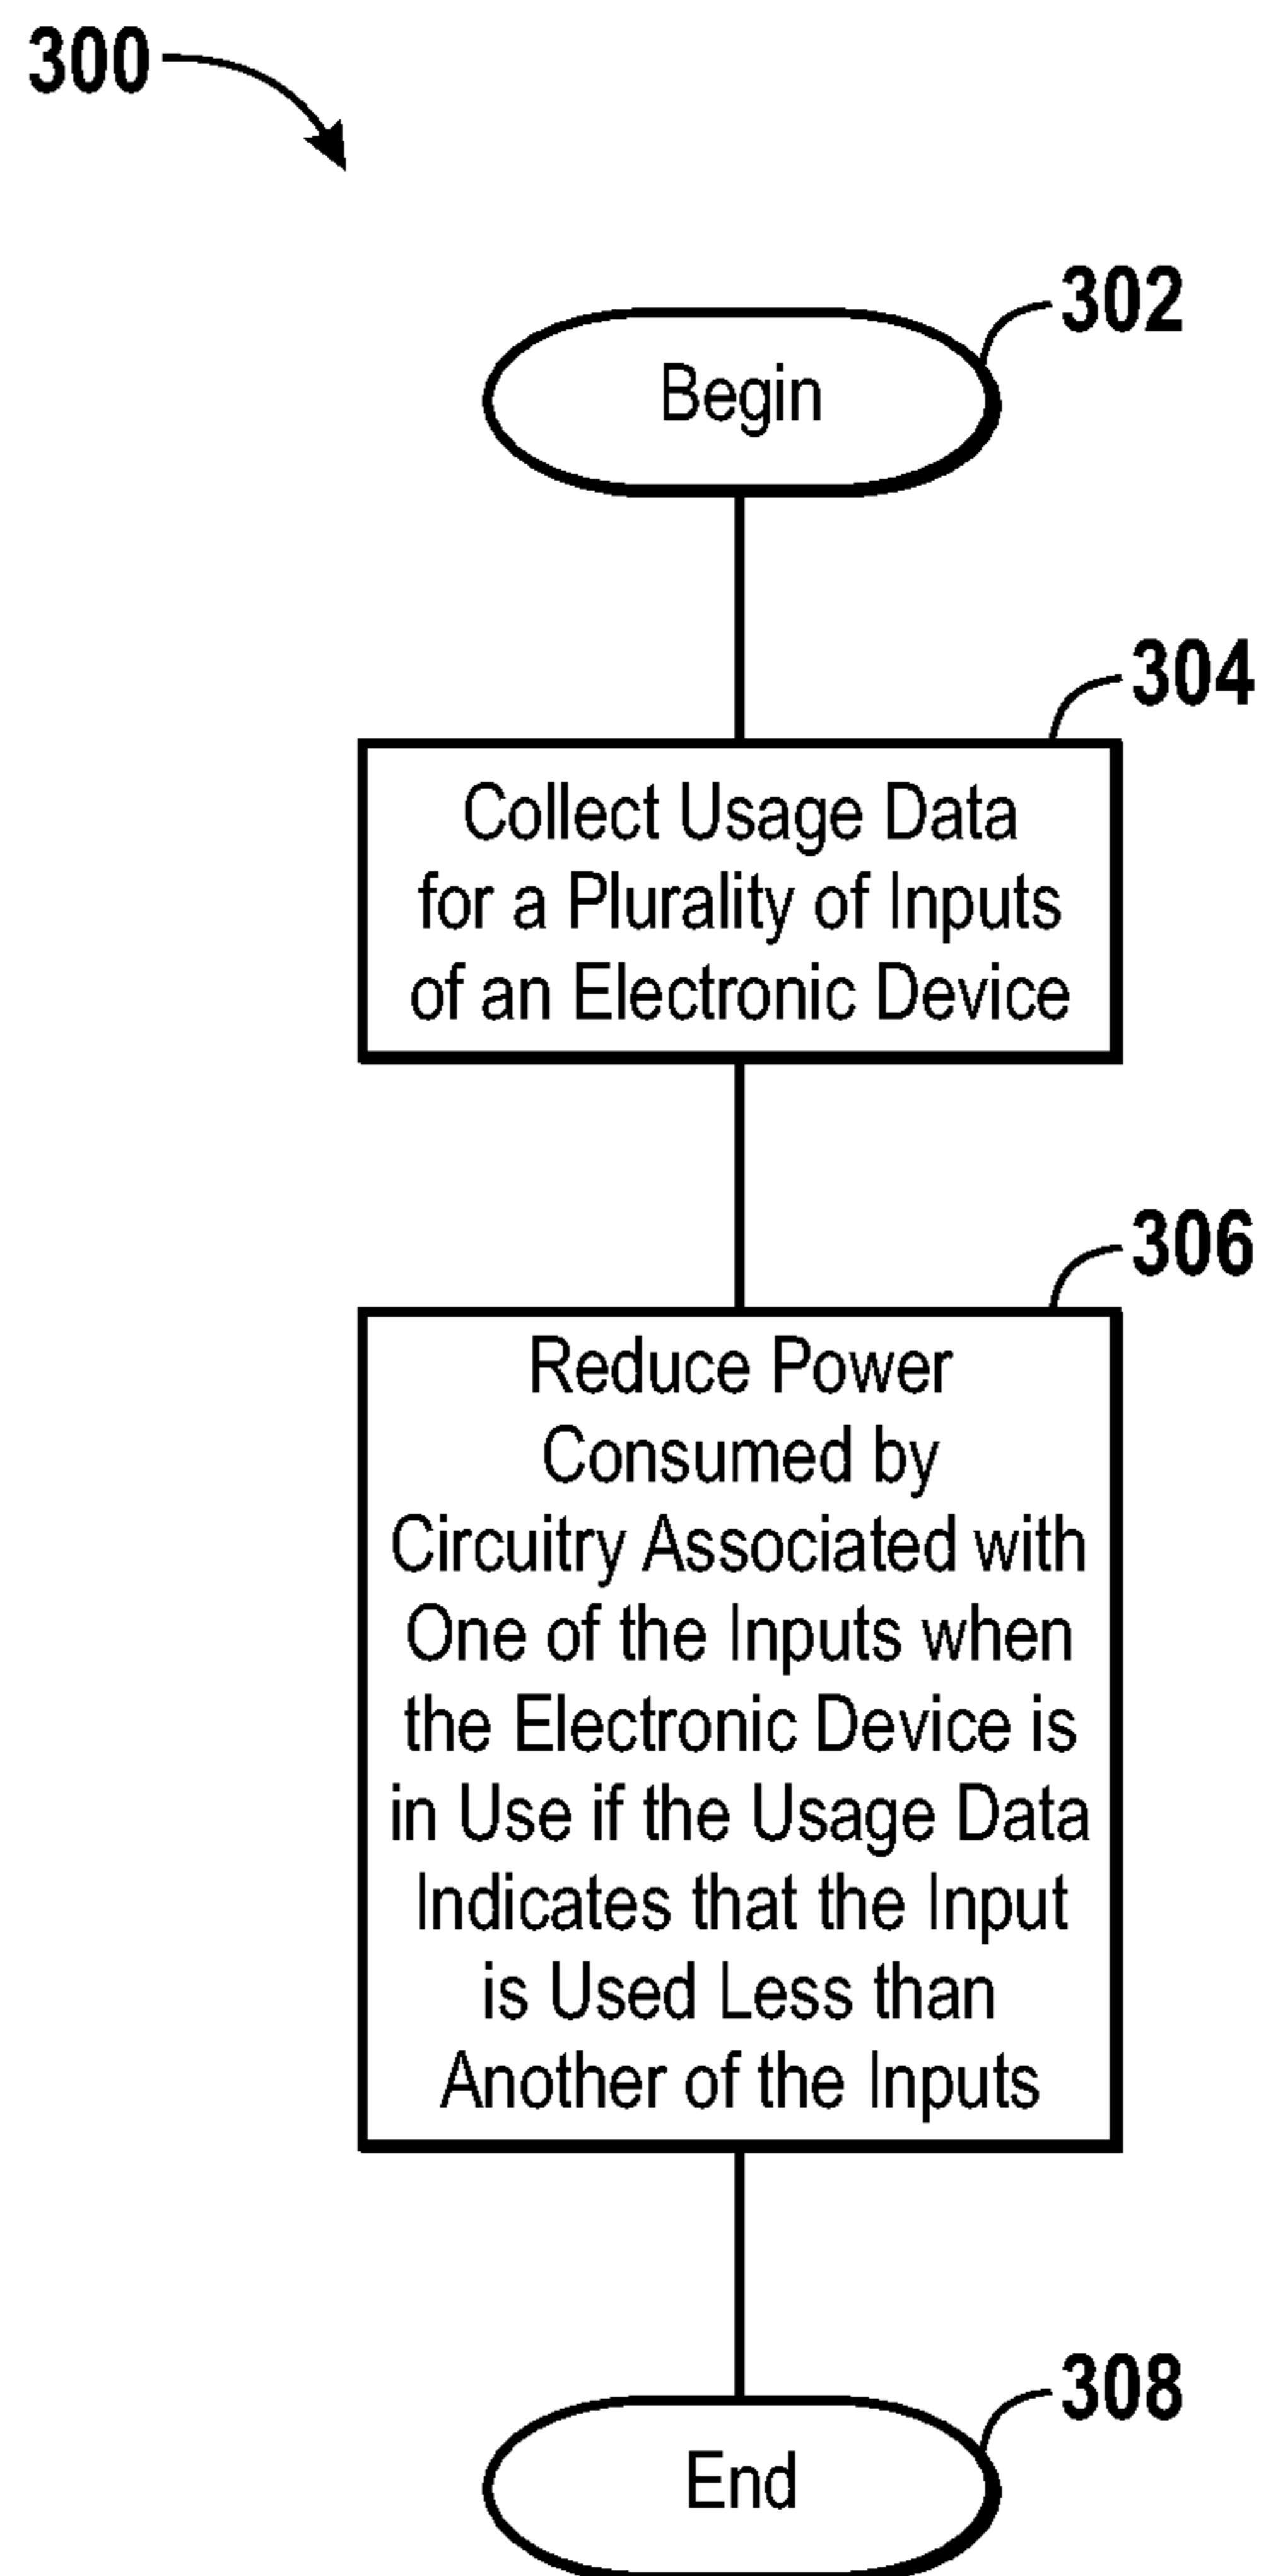 300
302
Begin
304
Collect Usage Data
for a Plurality of Inputs
of an Electronic Device
306
Reduce Power
Consumed by
Circuitry Associated with
One of the Inputs when
the Electronic Device is
in Use if the Usage Data
Indicates that the Input
is Used Less than
Another of the Inputs
308
End